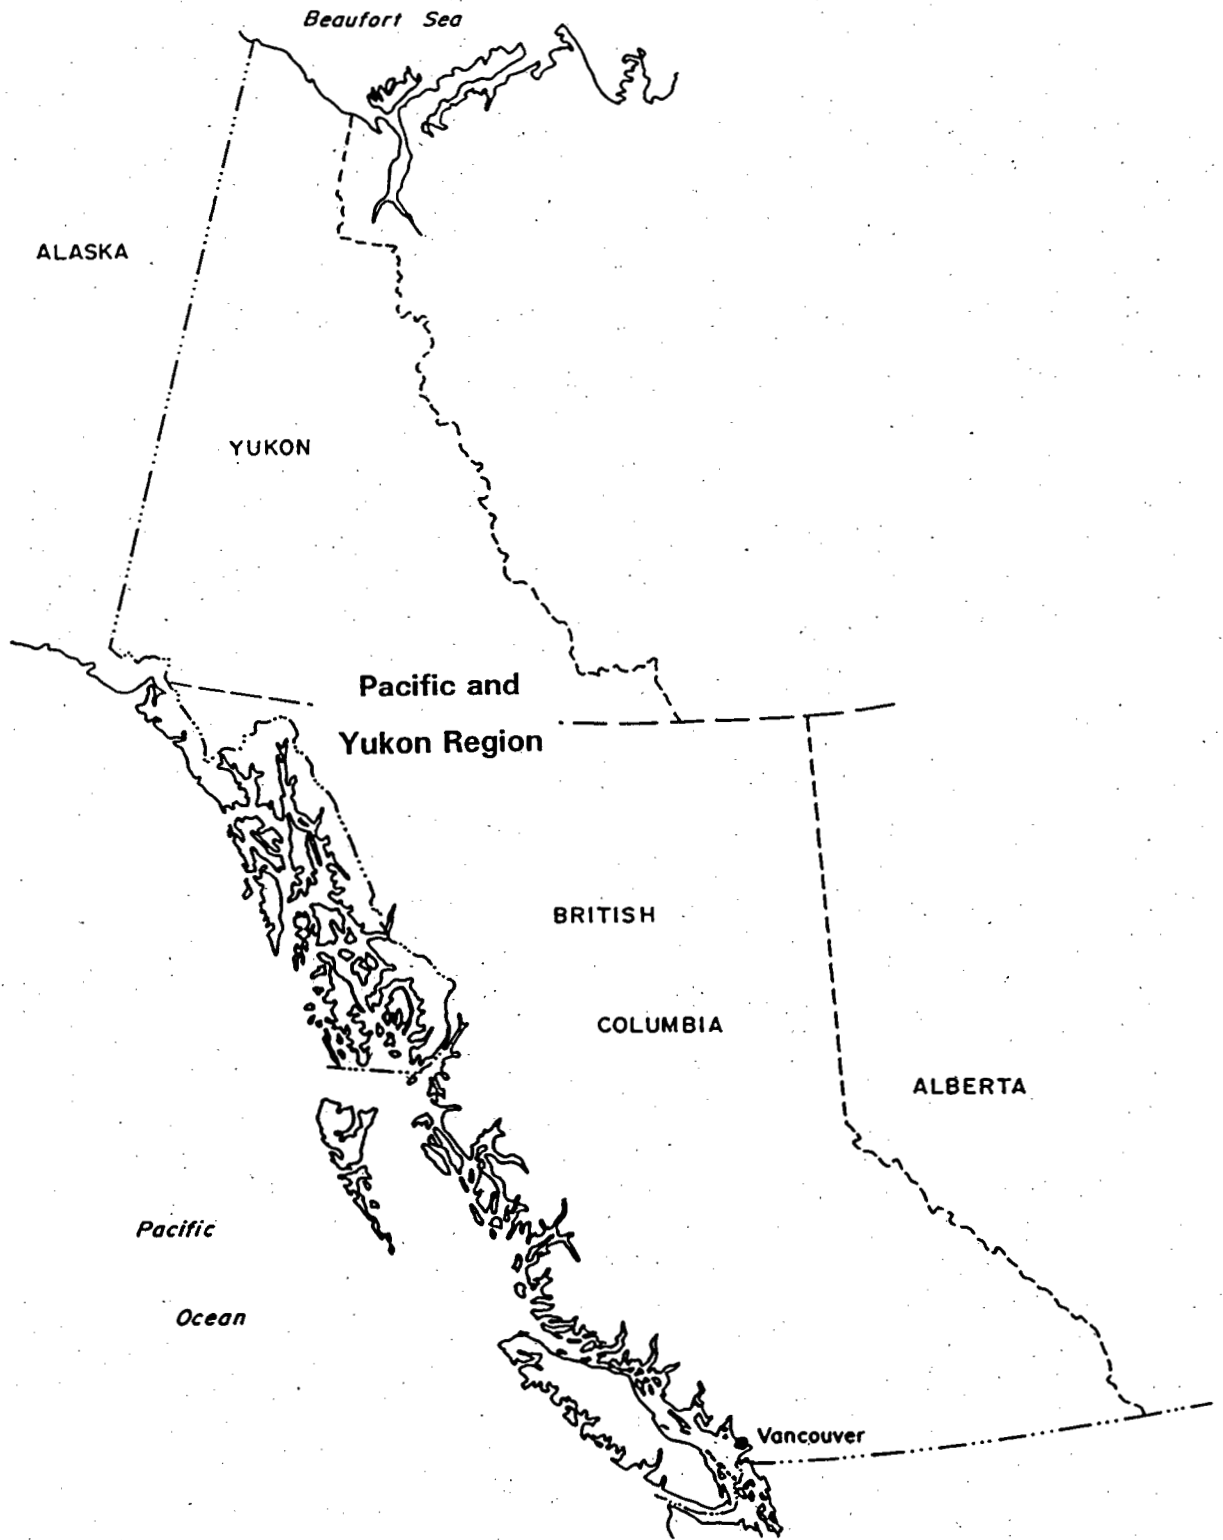 Beaufort Sea
ALASKA
YUKON
Pacific and
Yukon Region
BRITISH
COLUMBIA
ALBERTA
Pacific
Ocean
Vancouver